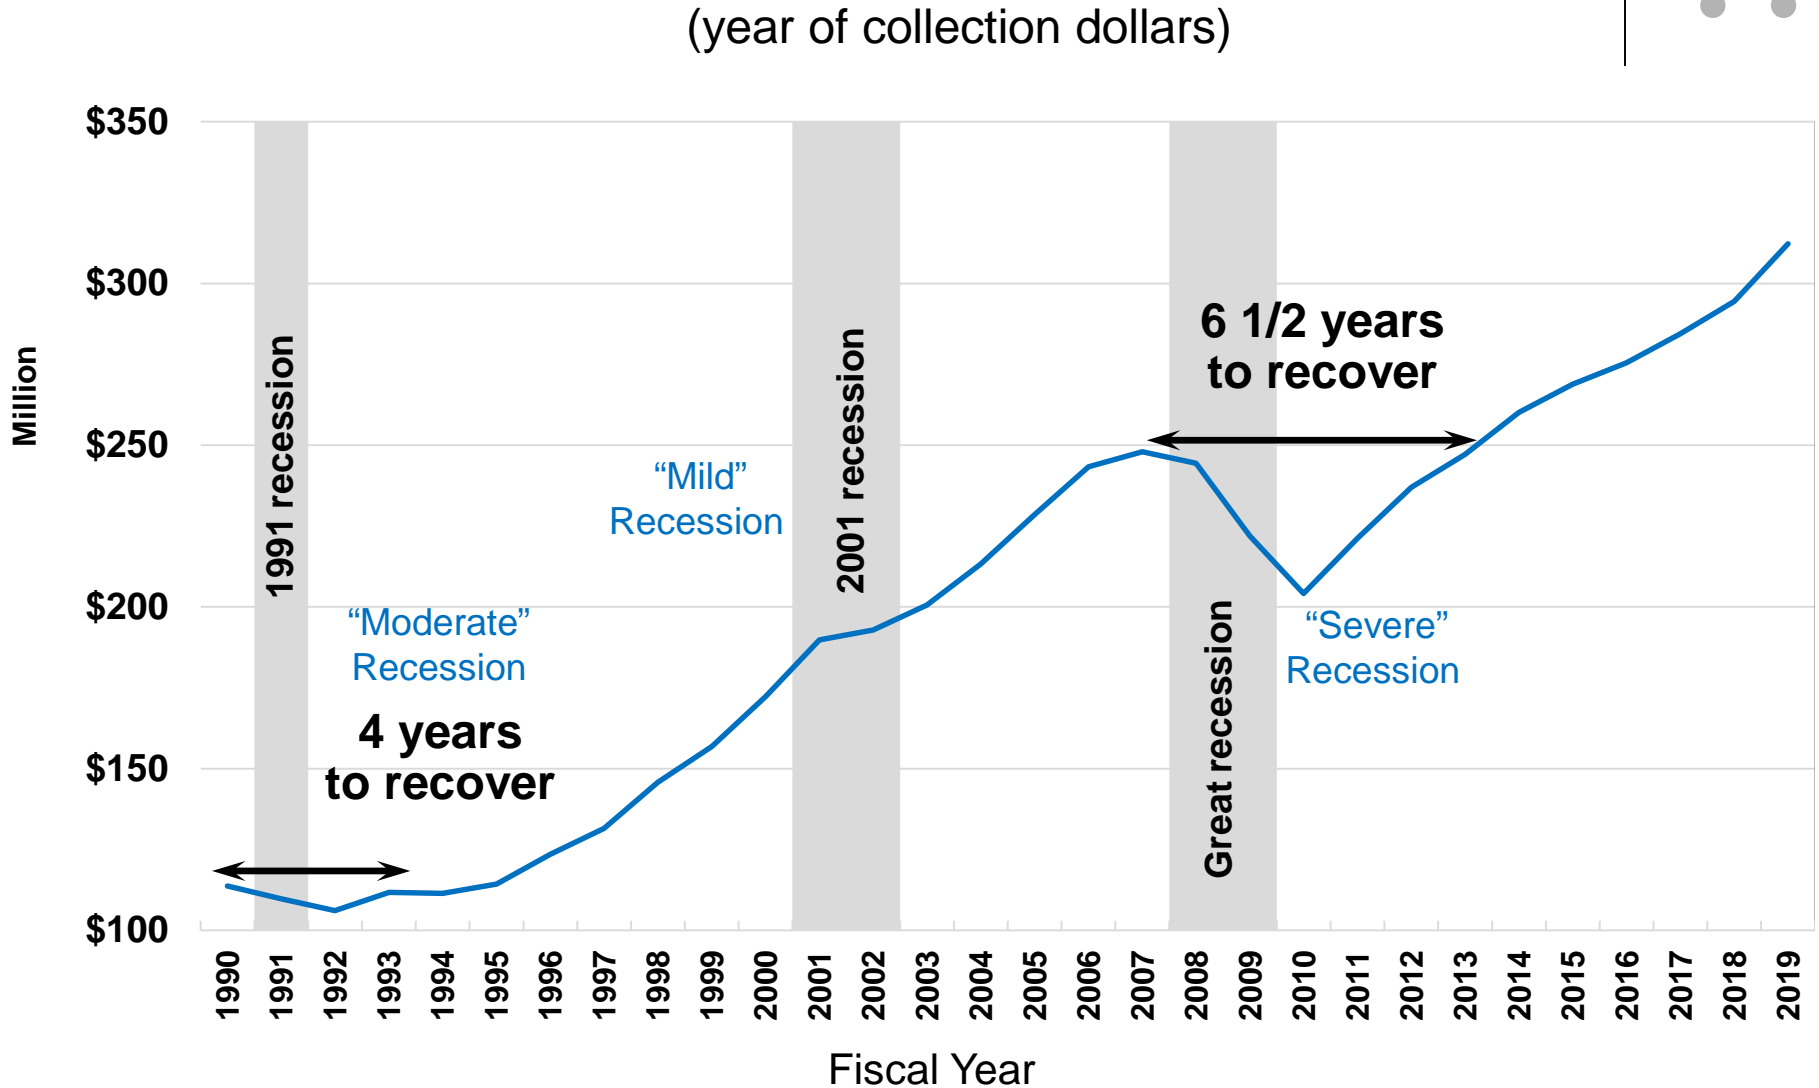 (year of collection dollars)
$350
$300
$250
$200
$150
$100
Million
1991 recession
“Moderate”
Recession
4 years
to recover
“Mild”
Recession
2001 recession
6 1/2 years
to recover
Great recession
“Severe”
Recession
1990
1991
1992
1993
1994
1995
1996
1997
1998
1999
2000
2001
2002
2003
2004
2005
2006
2007
2008
2009
2010
2011
2012
2013
2014
2015
2016
2017
2018
2019
Fiscal Year